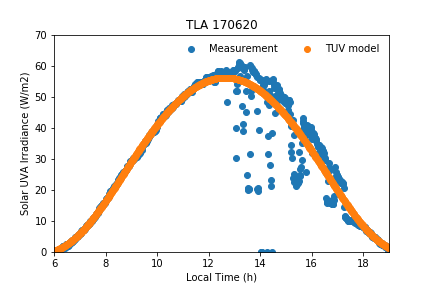 TLA 170620
Measurement TUV model
Solar UVA Irradiance (W/m2)
70
60
50
40
30
20
10
0
6 8 10 12 14 16 18
Local Time (h)